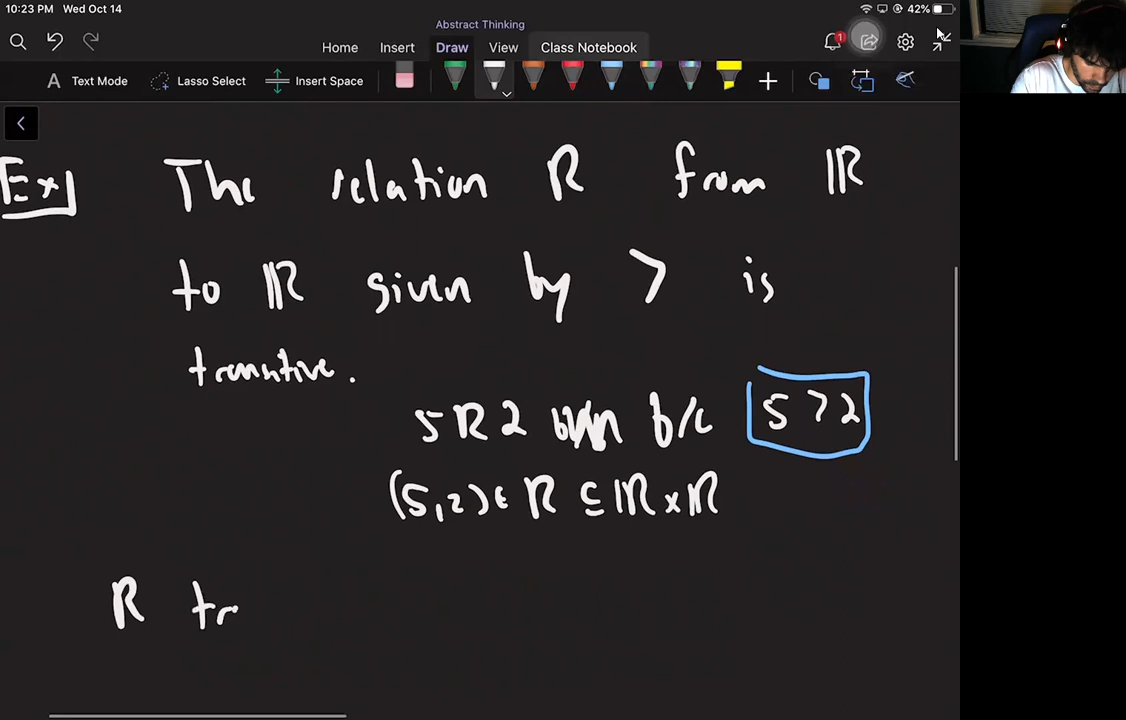 10:23 PM Wed Oct 14
42%
Abstract Thinking
Home Insert Draw View Class Notebook
1
Text Mode Lasso Select Insert Space
Ex] The relation R from ℝ
to ℝ given by > is
transitive.
5 R 2 b/c 5 > 2
(5,2) ∈ R ⊆ ℝ × ℝ
R tr